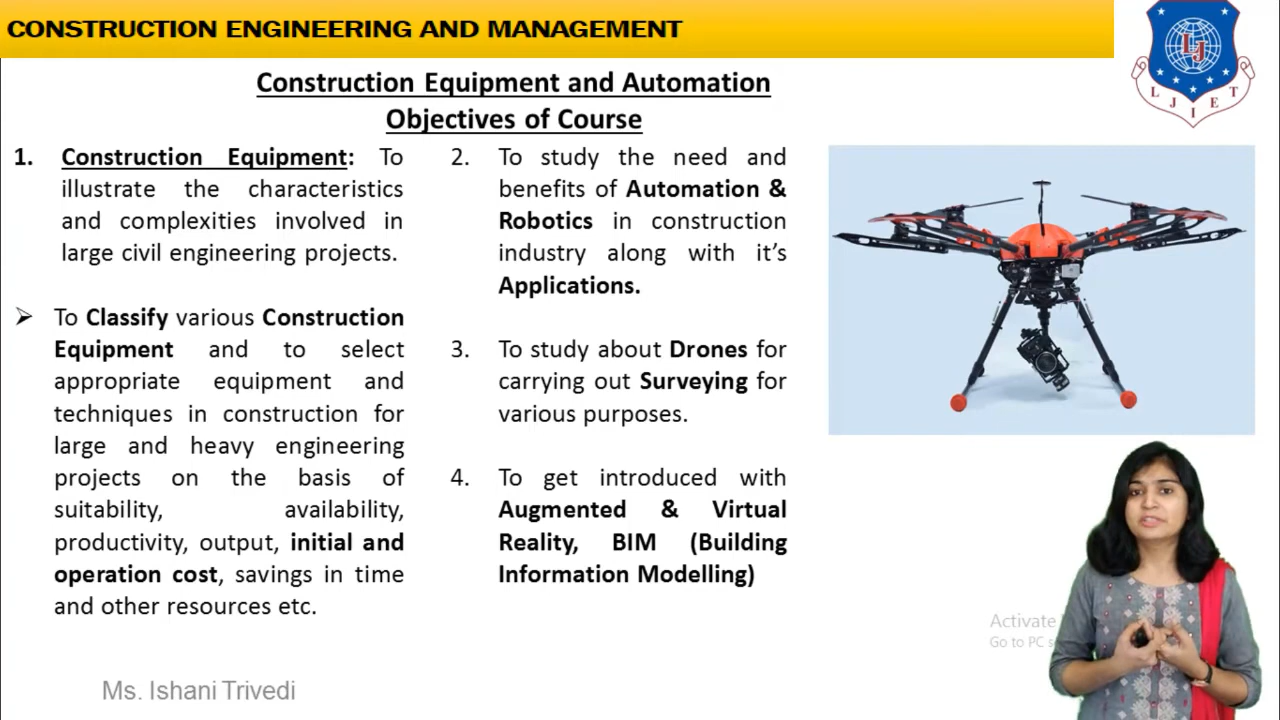 CONSTRUCTION ENGINEERING AND MANAGEMENT
LJIET
Construction Equipment and Automation
Objectives of Course
1. Construction Equipment: To
illustrate the characteristics
and complexities involved in
large civil engineering projects.
➢ To Classify various Construction
Equipment and to select
appropriate equipment and
techniques in construction for
large and heavy engineering
projects on the basis of
suitability, availability,
productivity, output, initial and
operation cost, savings in time
and other resources etc.
2. To study the need and
benefits of Automation &
Robotics in construction
industry along with it’s
Applications.
3. To study about Drones for
carrying out Surveying for
various purposes.
4. To get introduced with
Augmented & Virtual
Reality, BIM (Building
Information Modelling)
Activate
Go to PC
Ms. Ishani Trivedi